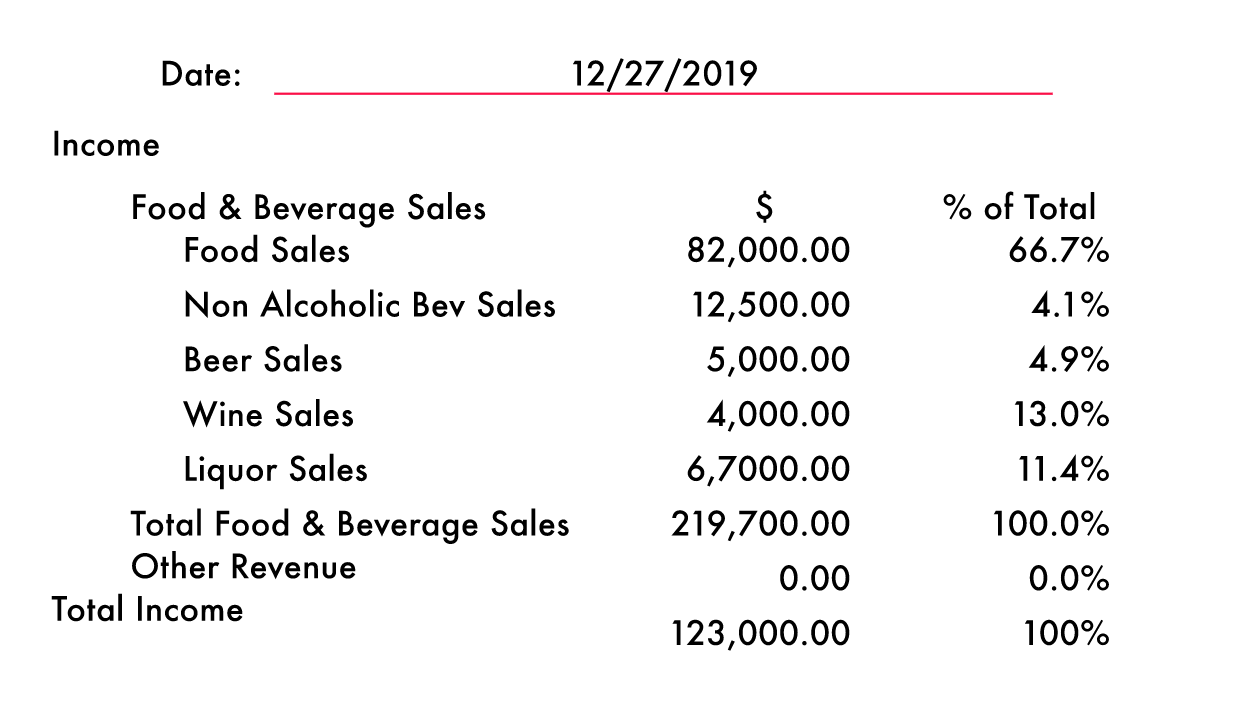 Date: 12/27/2019
Income
Food & Beverage Sales $ % of Total
Food Sales 82,000.00 66.7%
Non Alcoholic Bev Sales 12,500.00 4.1%
Beer Sales 5,000.00 4.9%
Wine Sales 4,000.00 13.0%
Liquor Sales 6,7000.00 11.4%
Total Food & Beverage Sales 219,700.00 100.0%
Other Revenue 0.00 0.0%
Total Income 123,000.00 100%